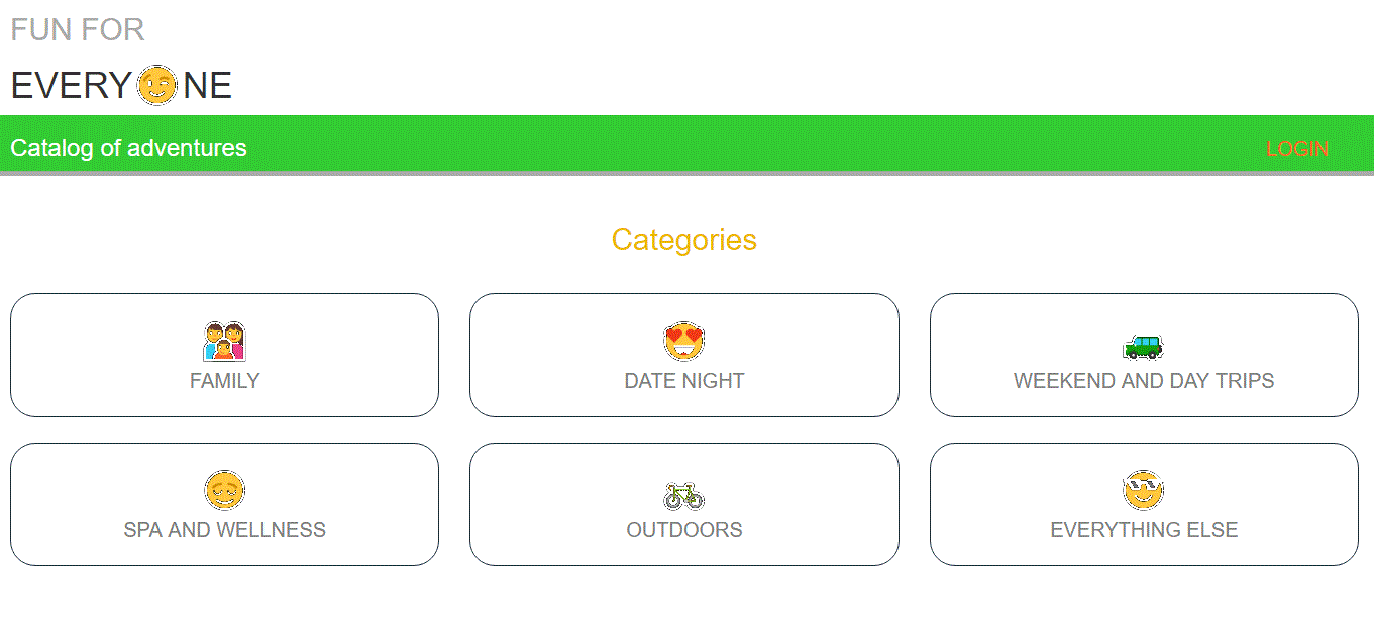 FUN FOR
EVERY😉NE
Catalog of adventures
LOGIN
Categories
FAMILY
DATE NIGHT
WEEKEND AND DAY TRIPS
SPA AND WELLNESS
OUTDOORS
EVERYTHING ELSE